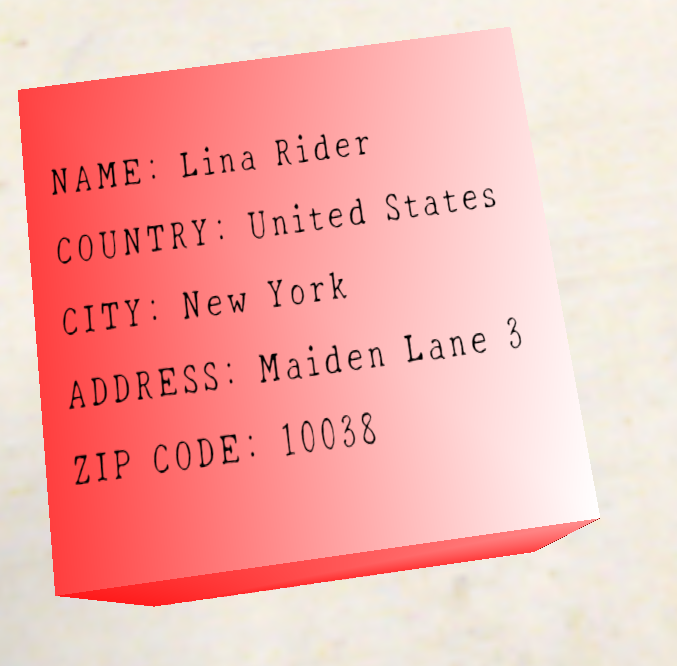 NAME: Lina Rider
COUNTRY: United States
CITY: New York
ADDRESS: Maiden Lane 3
ZIP CODE: 10038